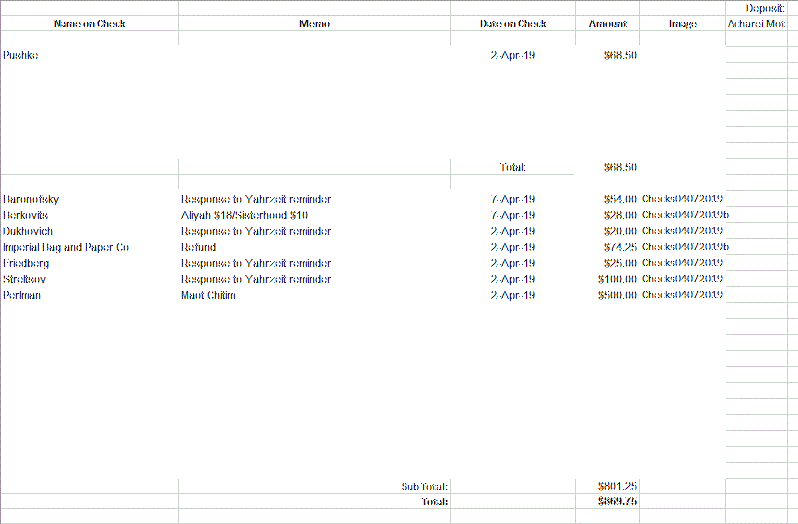 Deposit:
Name on Check Memo Date on Check Amount Image Acharei Mot
Pushke 2-Apr-19 $68.50
Total: $68.50
Baronofsky Response to Yahrzeit reminder 7-Apr-19 $54.00 Checks04072019
Berkovits Aliyah $18/Sisterhood $10 7-Apr-19 $28.00 Checks04072019b
Dukhovich Response to Yahrzeit reminder 2-Apr-19 $20.00 Checks04072019
Imperial Bag and Paper Co Refund 2-Apr-19 $74.25 Checks04072019b
Friedberg Response to Yahrzeit reminder 2-Apr-19 $25.00 Checks04072019
Streltsov Response to Yahrzeit reminder 2-Apr-19 $100.00 Checks04072019
Perlman Maot Chitim 2-Apr-19 $500.00 Checks04072019
Sub Total: $801.25
Total: $869.75